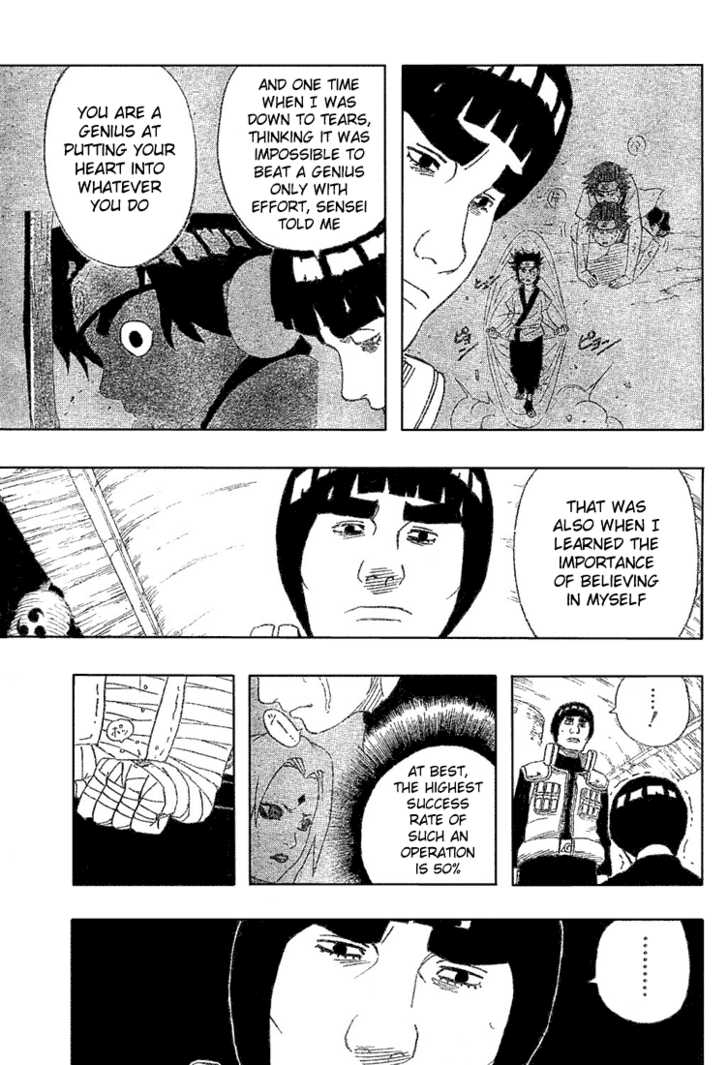 AND ONE TIME
WHEN I WAS
DOWN TO TEARS,
THINKING IT WAS
IMPOSSIBLE TO
BEAT A GENIUS
ONLY WITH
EFFORT, SENSEI
TOLD ME
YOU ARE A
GENIUS AT
PUTTING YOUR
HEART INTO
WHATEVER
YOU DO
THAT WAS
ALSO WHEN I
LEARNED THE
IMPORTANCE
OF BELIEVING
IN MYSELF
......!
AT BEST,
THE HIGHEST
SUCCESS
RATE OF
SUCH AN
OPERATION
IS 50%
........